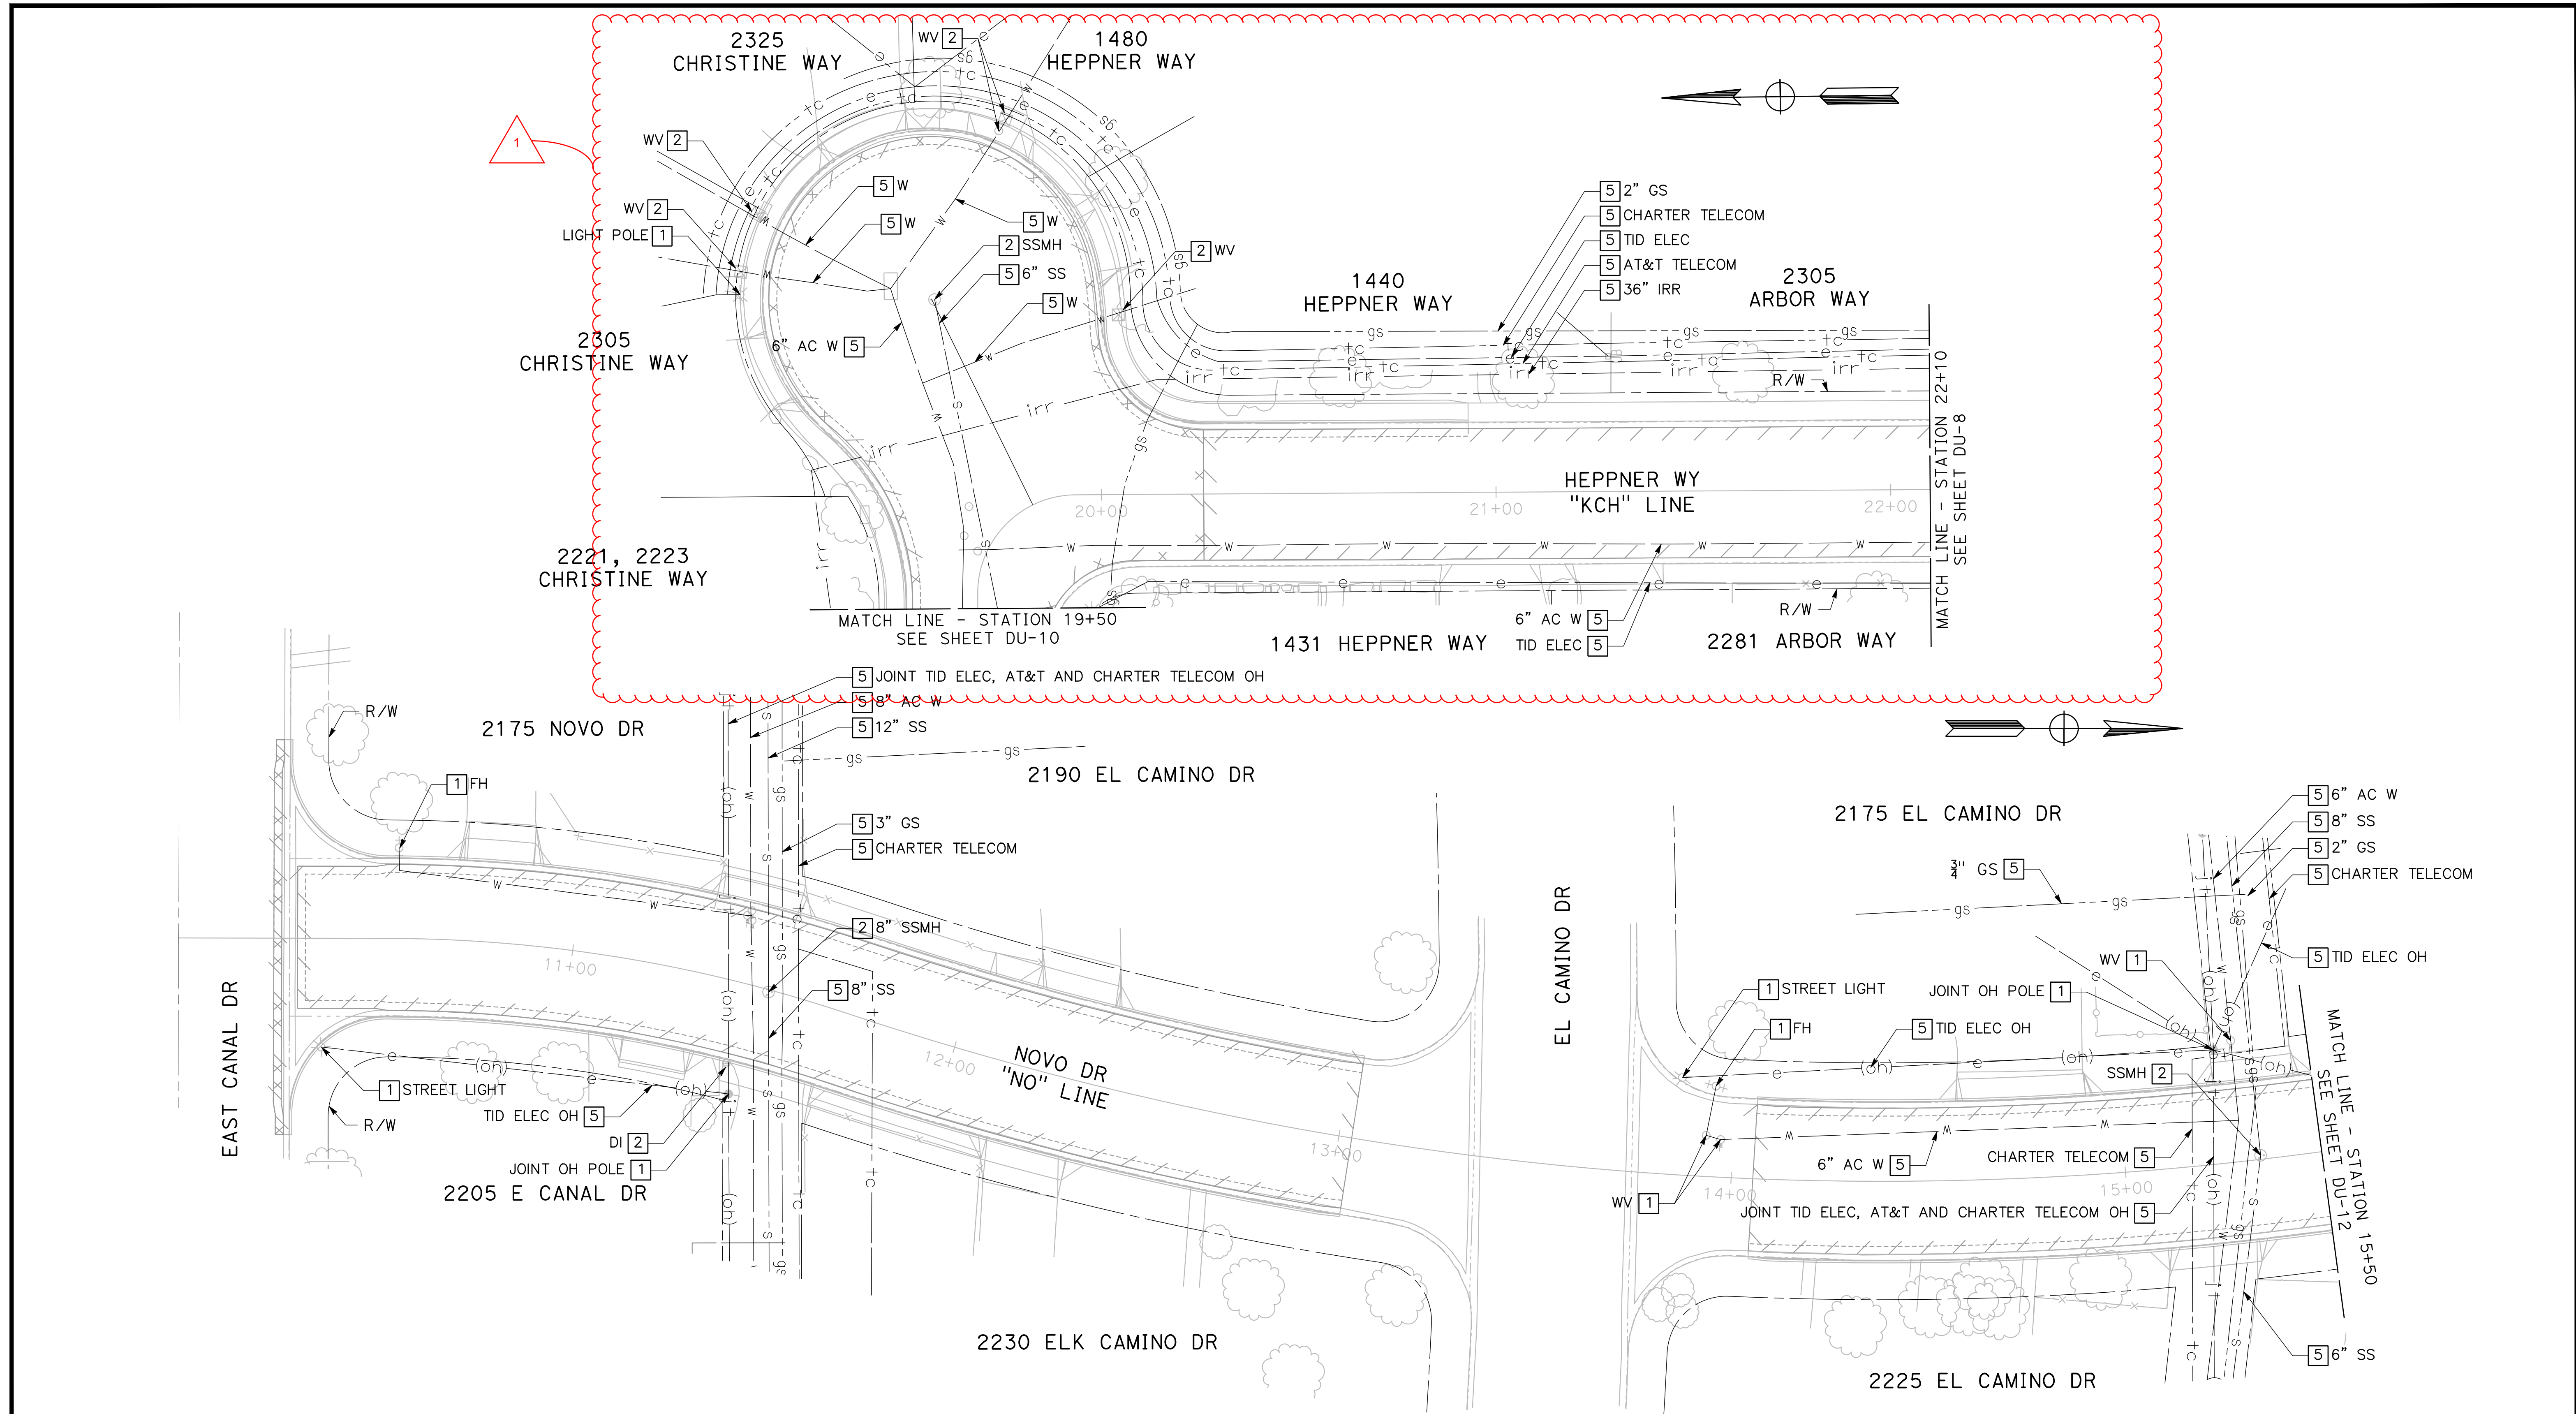 2325
CHRISTINE WAY
WV 2
1480
HEPPNER WAY
1
WV 2
WV 2
LIGHT POLE 1
5 W
5 W
5 W
2 SSMH
5 6" SS
5 W
2 WV
6" AC W 5
2305
CHRISTINE WAY
2221, 2223
CHRISTINE WAY
5 2" GS
5 CHARTER TELECOM
5 TID ELEC
5 AT&T TELECOM
5 36" IRR
1440
HEPPNER WAY
2305
ARBOR WAY
R/W
HEPPNER WY
"KCH" LINE
20+00
21+00
22+00
MATCH LINE - STATION 22+10
SEE SHEET DU-8
MATCH LINE - STATION 19+50
SEE SHEET DU-10
1431 HEPPNER WAY
6" AC W 5
TID ELEC 5
R/W
2281 ARBOR WAY
5 JOINT TID ELEC, AT&T AND CHARTER TELECOM OH
5 8" AC W
5 12" SS
R/W
2175 NOVO DR
1 FH
2190 EL CAMINO DR
5 3" GS
5 CHARTER TELECOM
2 8" SSMH
5 8" SS
11+00
12+00
13+00
NOVO DR
"NO" LINE
EAST CANAL DR
1 STREET LIGHT
R/W
TID ELEC OH 5
DI 2
JOINT OH POLE 1
2205 E CANAL DR
2230 ELK CAMINO DR
EL CAMINO DR
2175 EL CAMINO DR
3/4" GS 5
5 6" AC W
5 8" SS
5 2" GS
5 CHARTER TELECOM
5 TID ELEC OH
WV 1
JOINT OH POLE 1
1 STREET LIGHT
1 FH
5 TID ELEC OH
SSMH 2
6" AC W 5
CHARTER TELECOM 5
WV 1
14+00
15+00
JOINT TID ELEC, AT&T AND CHARTER TELECOM OH 5
MATCH LINE - STATION 15+50
SEE SHEET DU-12
5 6" SS
2225 EL CAMINO DR